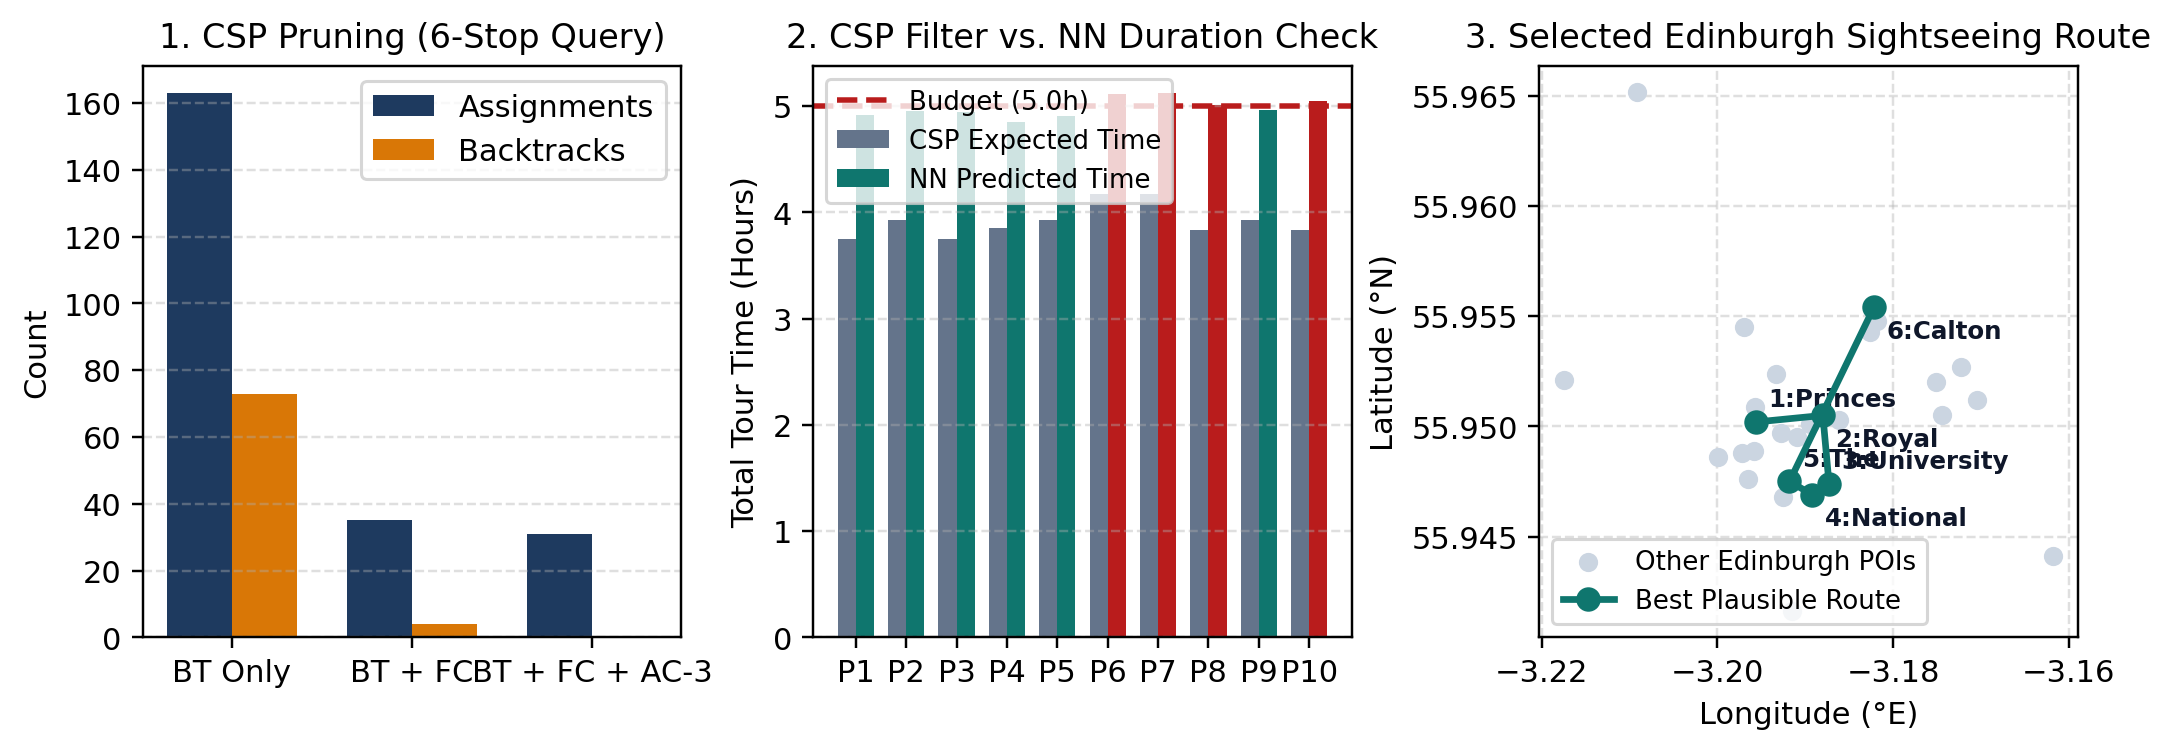 1. CSP Pruning (6-Stop Query)
Count
160
140
120
100
80
60
40
20
0
Assignments
Backtracks
BT Only
BT + FC
BT + FC + AC-3
2. CSP Filter vs. NN Duration Check
Total Tour Time (Hours)
5
4
3
2
1
0
Budget (5.0h)
CSP Expected Time
NN Predicted Time
P1 P2 P3 P4 P5 P6 P7 P8 P9 P10
3. Selected Edinburgh Sightseeing Route
Latitude (°N)
55.965
55.960
55.955
55.950
55.945
6:Calton
1:Princes
2:Royal
5:The
3:University
4:National
Other Edinburgh POIs
Best Plausible Route
−3.22 −3.20 −3.18 −3.16
Longitude (°E)